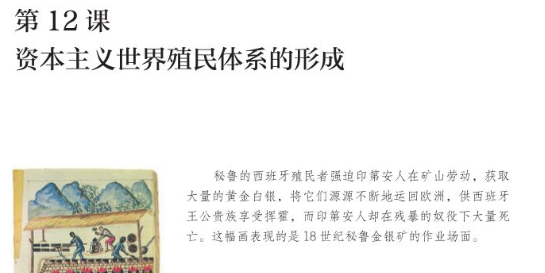 第 12 课
资本主义世界殖民体系的形成
秘鲁的西班牙殖民者强迫印第安人在矿山劳动，获取
大量的黄金白银，将它们源源不断地运回欧洲，供西班牙
王公贵族享受挥霍，而印第安人却在残暴的奴役下大量死
亡。这幅画表现的是 18 世纪秘鲁金银矿的作业场面。